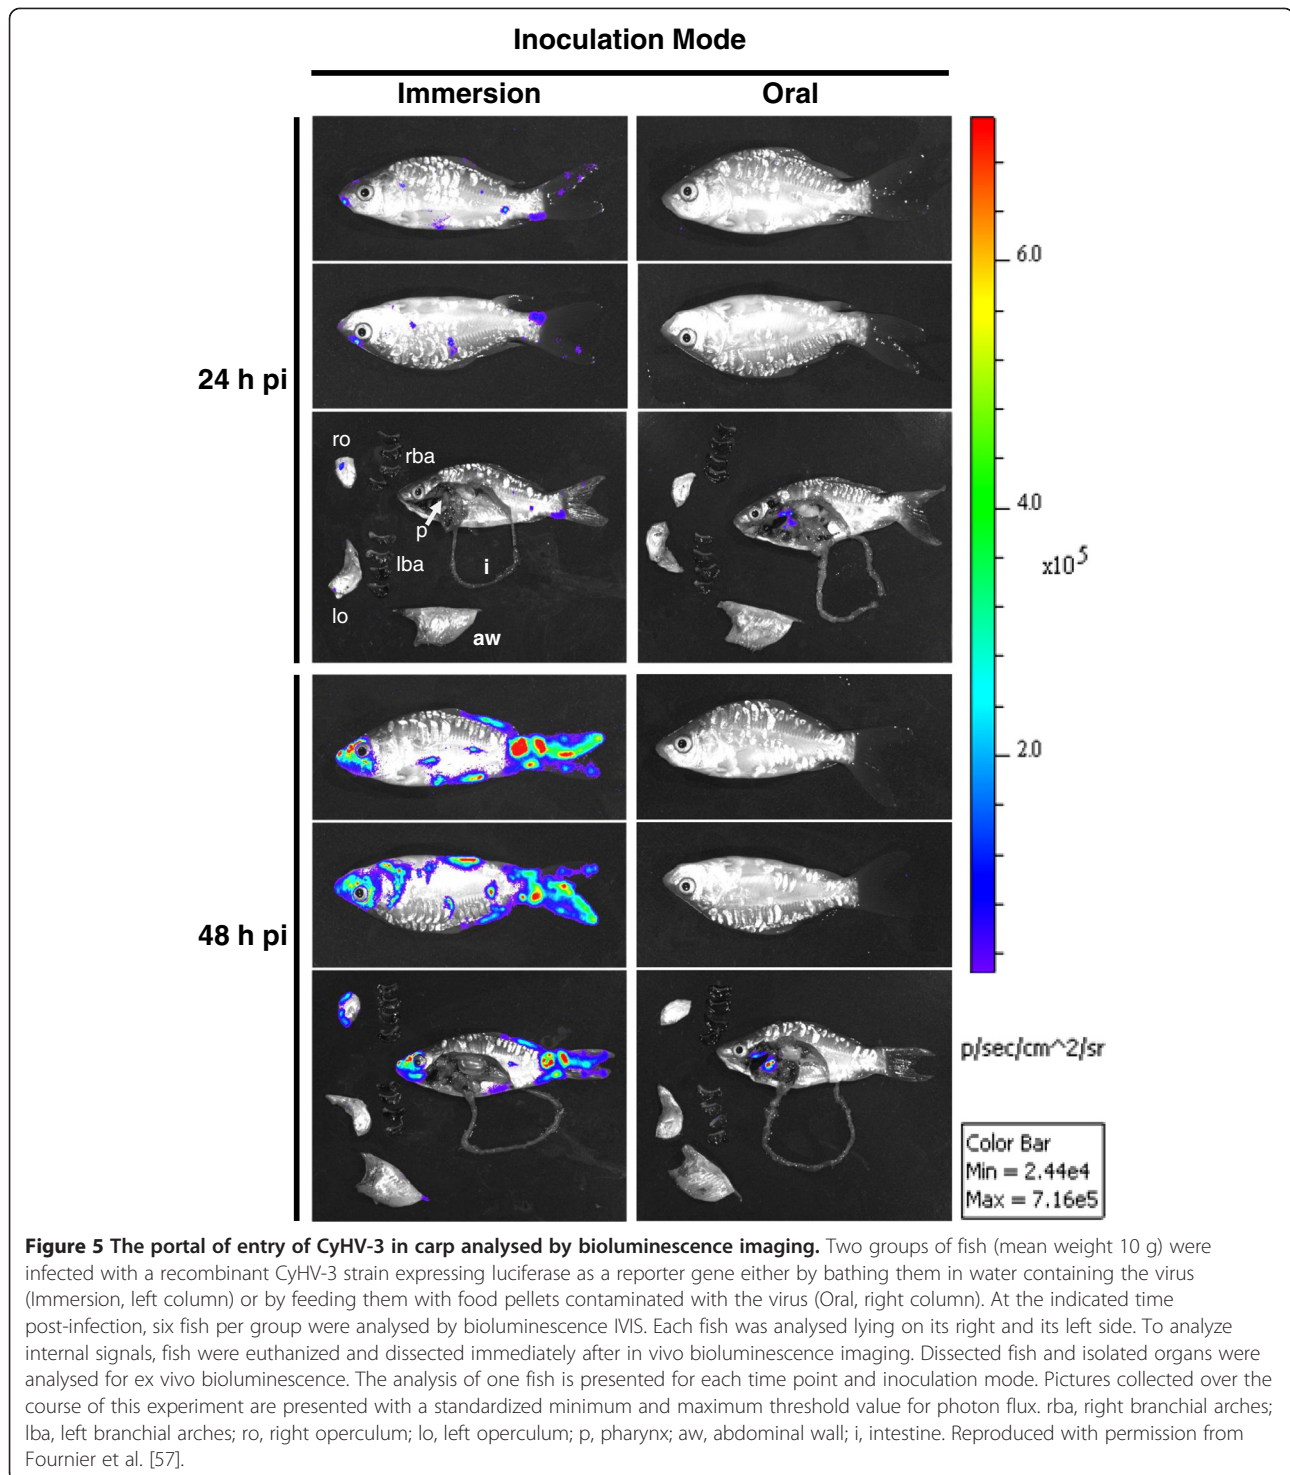 Inoculation Mode
Immersion
Oral
24 h pi
ro
rba
p
lba
i
lo
aw
48 h pi
6.0
4.0
x10^5
2.0
p/sec/cm^2/sr
Color Bar
Min = 2.44e4
Max = 7.16e5
Figure 5 The portal of entry of CyHV-3 in carp analysed by bioluminescence imaging. Two groups of fish (mean weight 10 g) were
infected with a recombinant CyHV-3 strain expressing luciferase as a reporter gene either by bathing them in water containing the virus
(Immersion, left column) or by feeding them with food pellets contaminated with the virus (Oral, right column). At the indicated time
post-infection, six fish per group were analysed by bioluminescence IVIS. Each fish was analysed lying on its right and its left side. To analyze
internal signals, fish were euthanized and dissected immediately after in vivo bioluminescence imaging. Dissected fish and isolated organs were
analysed for ex vivo bioluminescence. The analysis of one fish is presented for each time point and inoculation mode. Pictures collected over the
course of this experiment are presented with a standardized minimum and maximum threshold value for photon flux. rba, right branchial arches;
lba, left branchial arches; ro, right operculum; lo, left operculum; p, pharynx; aw, abdominal wall; i, intestine. Reproduced with permission from
Fournier et al. [57].